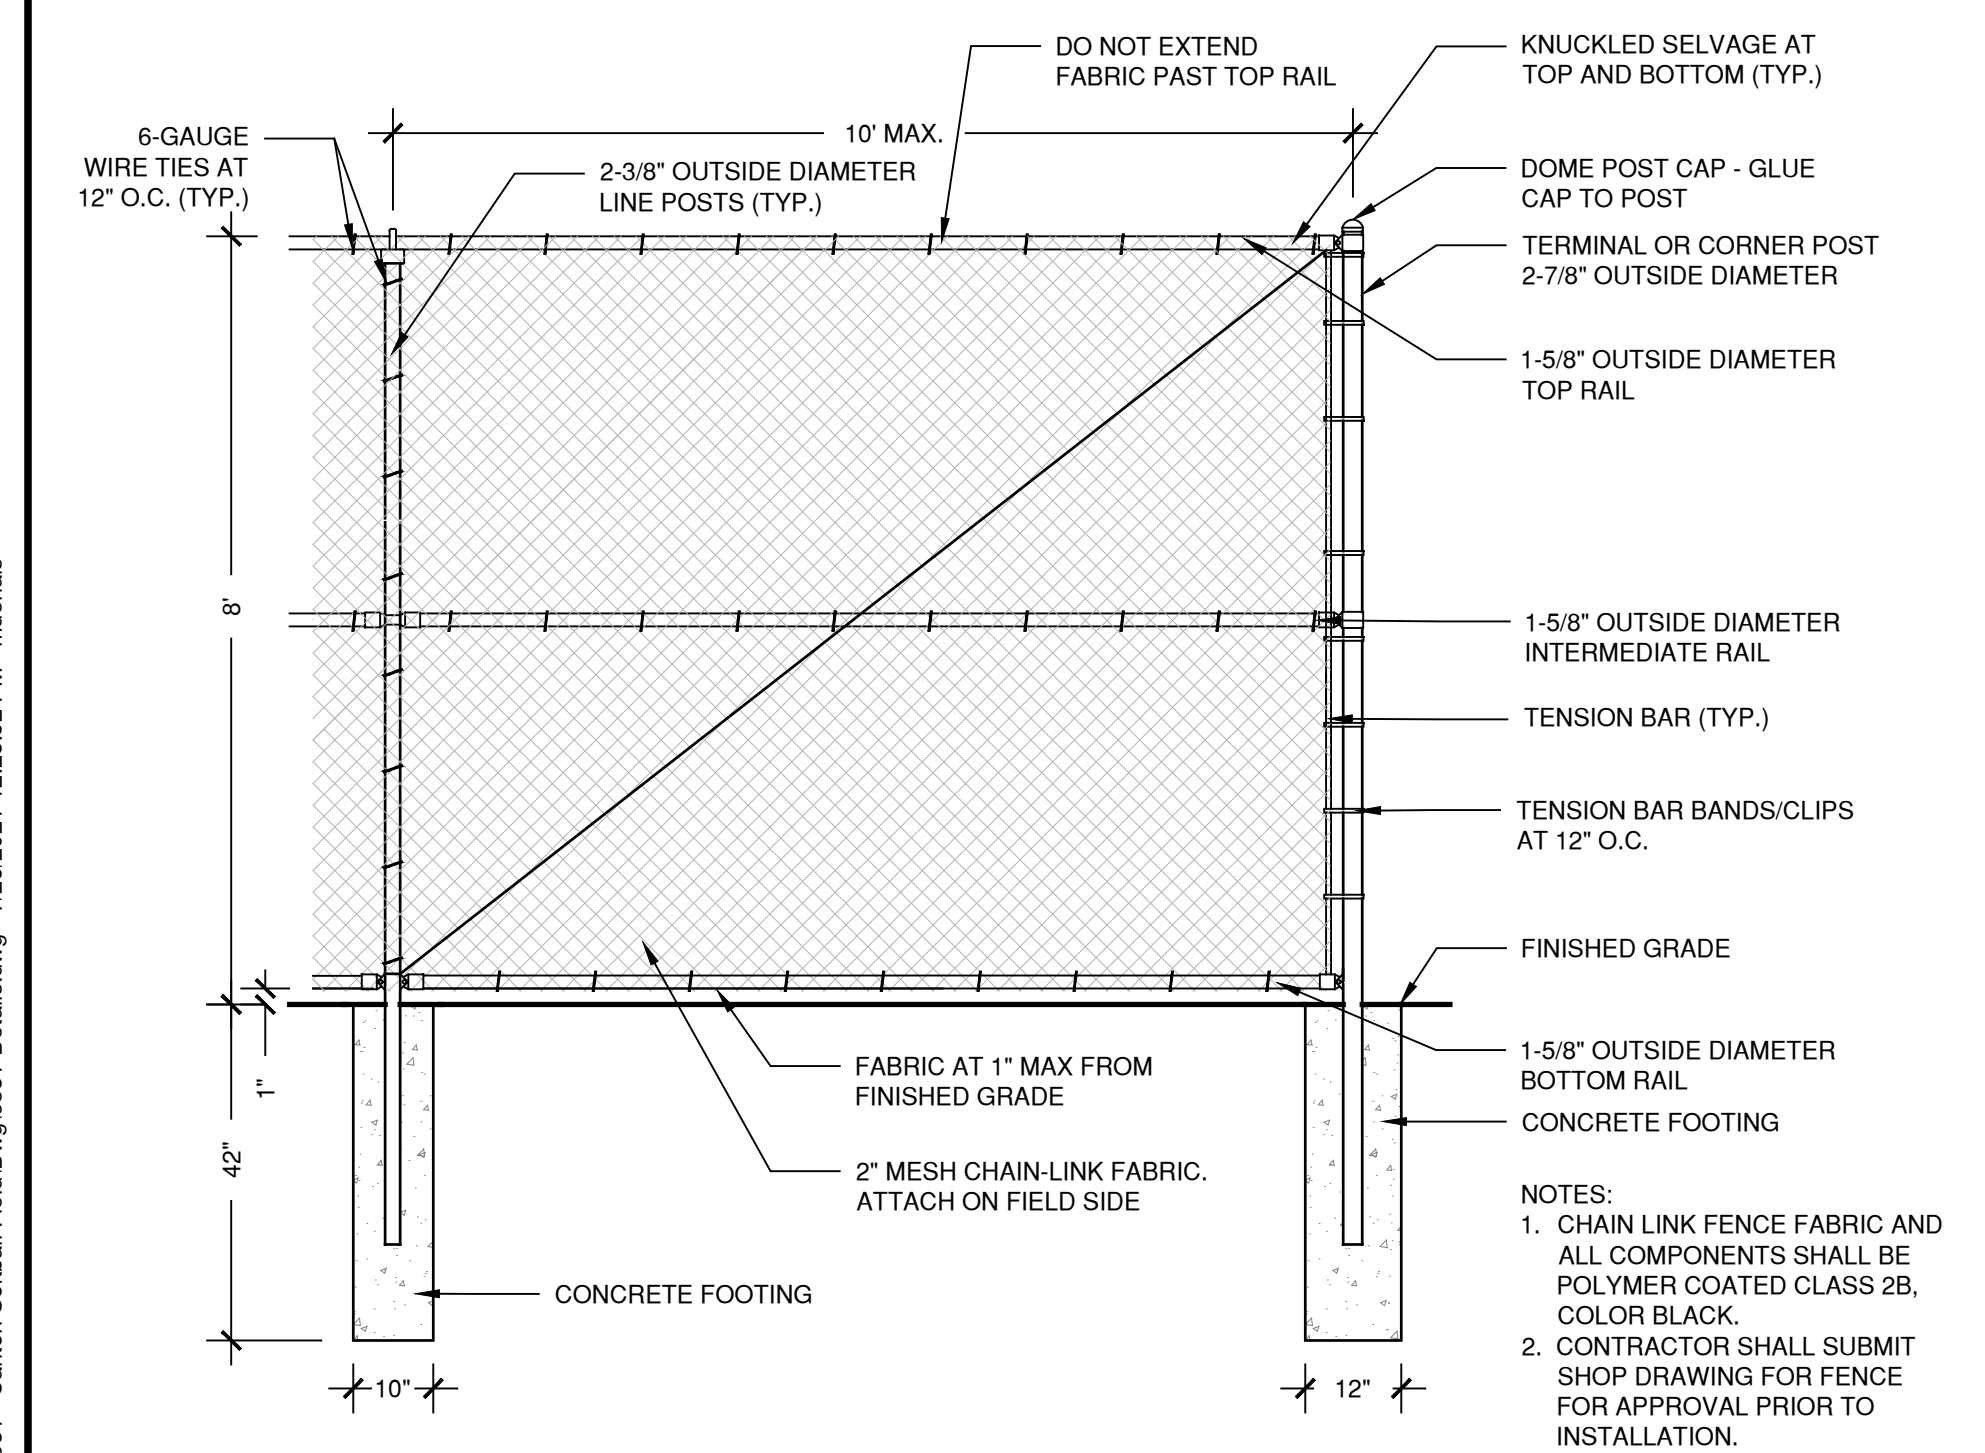 DO NOT EXTEND
FABRIC PAST TOP RAIL
KNUCKLED SELVAGE AT
TOP AND BOTTOM (TYP.)
6-GAUGE
WIRE TIES AT
12" O.C. (TYP.)
10' MAX.
2-3/8" OUTSIDE DIAMETER
LINE POSTS (TYP.)
DOME POST CAP - GLUE
CAP TO POST
TERMINAL OR CORNER POST
2-7/8" OUTSIDE DIAMETER
1-5/8" OUTSIDE DIAMETER
TOP RAIL
8'
1-5/8" OUTSIDE DIAMETER
INTERMEDIATE RAIL
TENSION BAR (TYP.)
TENSION BAR BANDS/CLIPS
AT 12" O.C.
FINISHED GRADE
1-5/8" OUTSIDE DIAMETER
BOTTOM RAIL
FABRIC AT 1" MAX FROM
FINISHED GRADE
1"
42"
CONCRETE FOOTING
2" MESH CHAIN-LINK FABRIC.
ATTACH ON FIELD SIDE
CONCRETE FOOTING
10"
12"
NOTES:
1. CHAIN LINK FENCE FABRIC AND
ALL COMPONENTS SHALL BE
POLYMER COATED CLASS 2B,
COLOR BLACK.
2. CONTRACTOR SHALL SUBMIT
SHOP DRAWING FOR FENCE
FOR APPROVAL PRIOR TO
INSTALLATION.